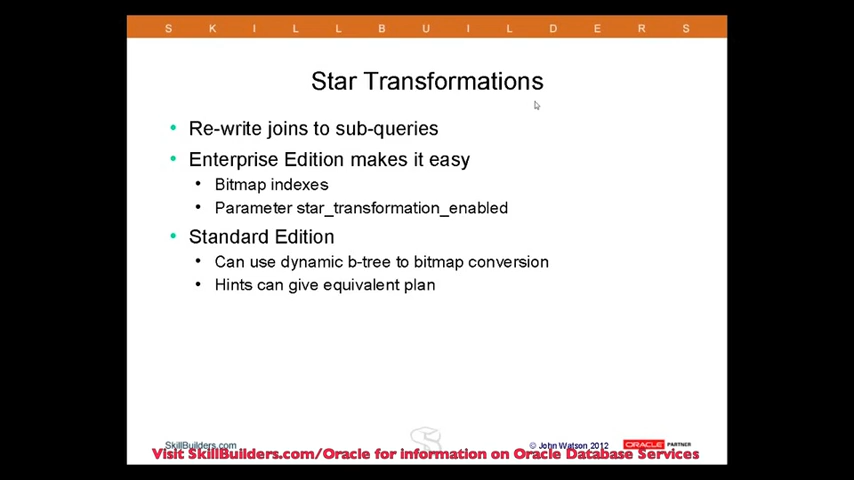 S K I L L B U I L D E R S
Star Transformations
• Re-write joins to sub-queries
• Enterprise Edition makes it easy
• Bitmap indexes
• Parameter star_transformation_enabled
• Standard Edition
• Can use dynamic b-tree to bitmap conversion
• Hints can give equivalent plan
SkillBuilders.com © John Watson 2012 ORACLE PARTNER
Visit SkillBuilders.com/Oracle for information on Oracle Database Services